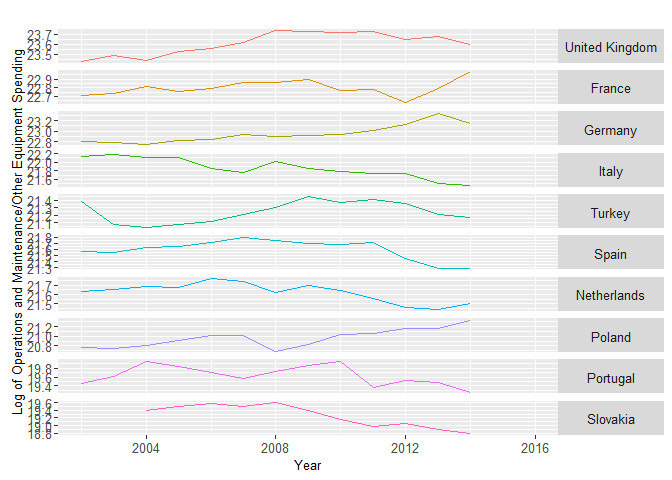 Log of Operations and Maintenance/Other Equipment Spending
23.7
23.6
23.5
United Kingdom
22.9
22.8
22.7
France
23.2
23.0
22.8
Germany
22.2
22.0
21.8
21.6
Italy
21.4
21.3
21.2
21.1
Turkey
21.8
21.7
21.6
21.5
21.4
21.3
Spain
21.7
21.6
21.5
Netherlands
21.2
21.0
20.8
Poland
19.8
19.6
19.4
Portugal
19.6
19.4
19.2
19.0
18.8
Slovakia
2004 2008 2012 2016
Year